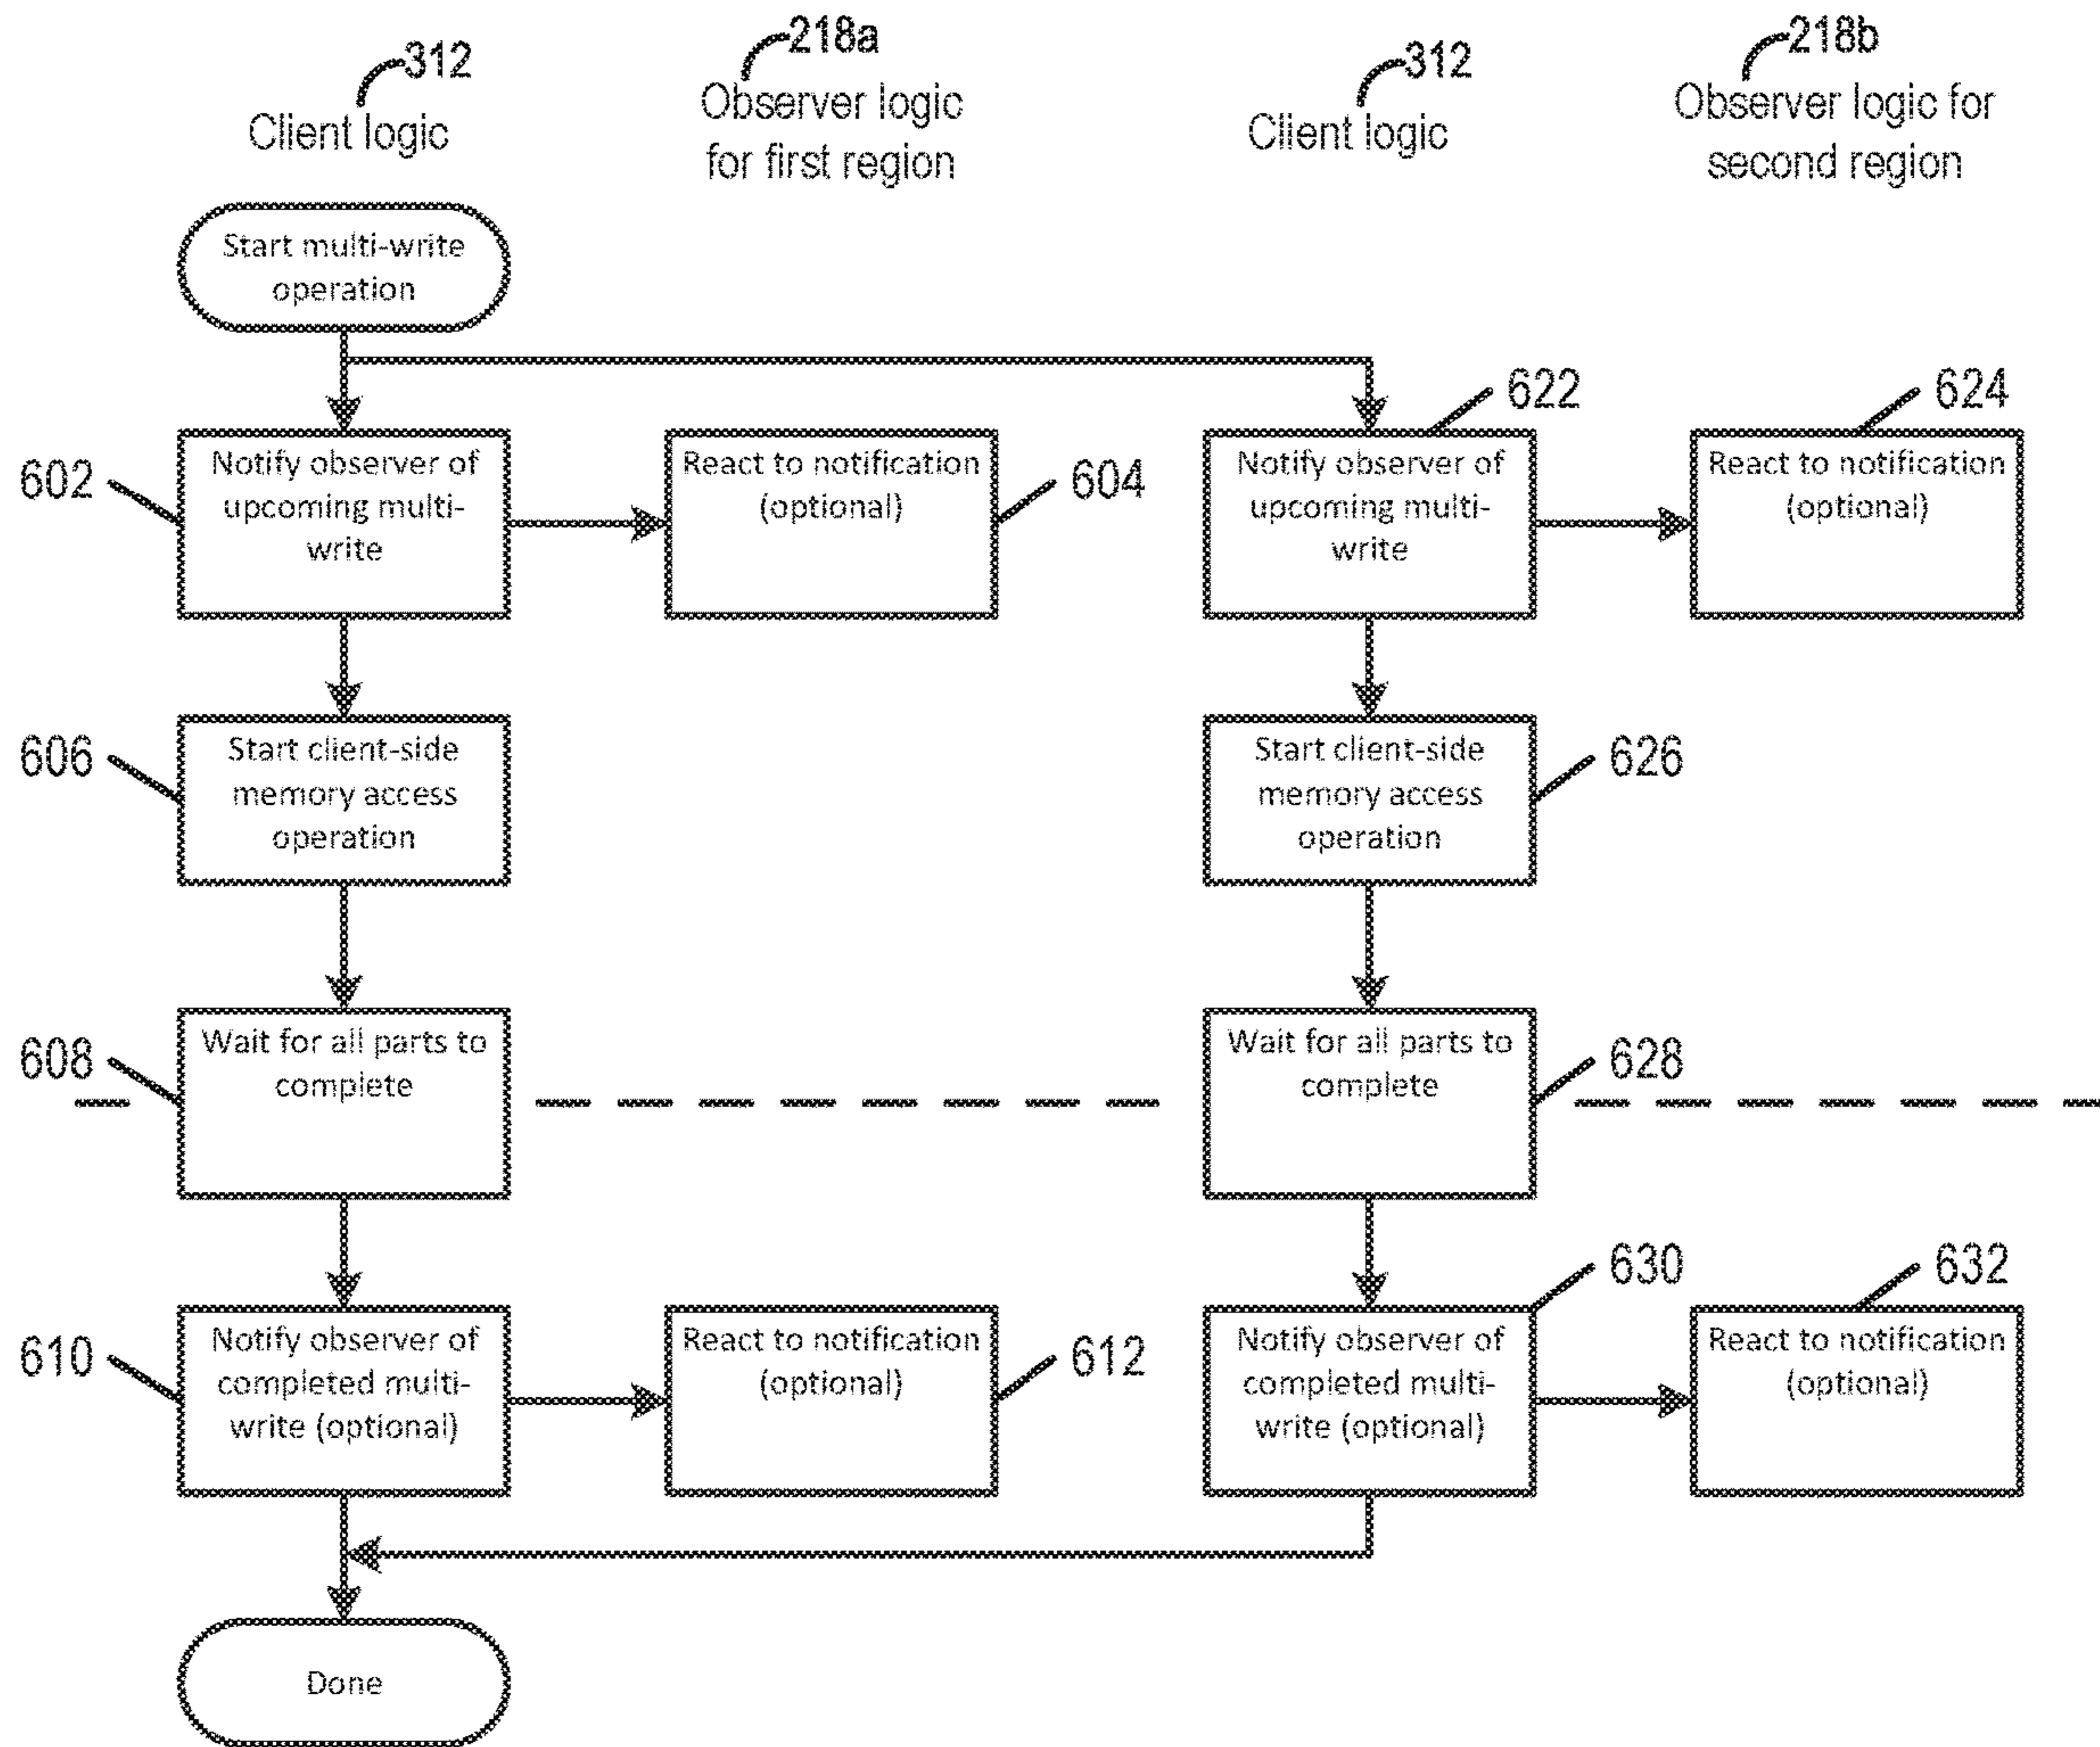 312
218a
312
218b
Client logic
Observer logic
for first region
Client logic
Observer logic for
second region
Start multi-write
operation
622
624
602
Notify observer of
upcoming multi-
write
React to notification
(optional)
604
Notify observer of
upcoming multi-
write
React to notification
(optional)
606
Start client-side
memory access
operation
Start client-side
memory access
operation
626
608
Wait for all parts to
complete
Wait for all parts to
complete
628
630
632
610
Notify observer of
completed multi-
write (optional)
React to notification
(optional)
612
Notify observer of
completed multi-
write (optional)
React to notification
(optional)
Done